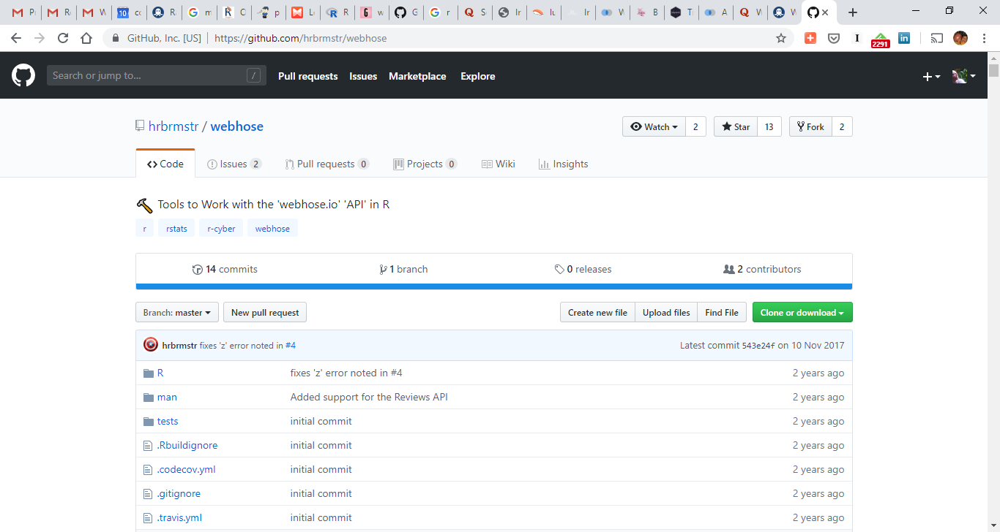 GitHub, Inc. [US] https://github.com/hrbrmstr/webhose
2291
Search or jump to... /
Pull requests Issues Marketplace Explore
hrbrmstr / webhose
Watch 2 Star 13 Fork 2
Code Issues 2 Pull requests 0 Projects 0 Wiki Insights
Tools to Work with the 'webhose.io' 'API' in R
r rstats r-cyber webhose
14 commits 1 branch 0 releases 2 contributors
Branch: master New pull request Create new file Upload files Find File Clone or download
hrbrmstr fixes 'z' error noted in #4 Latest commit 543e24f on 10 Nov 2017
R fixes 'z' error noted in #4 2 years ago
man Added support for the Reviews API 2 years ago
tests initial commit 2 years ago
.Rbuildignore initial commit 2 years ago
.codecov.yml initial commit 2 years ago
.gitignore initial commit 2 years ago
.travis.yml initial commit 2 years ago